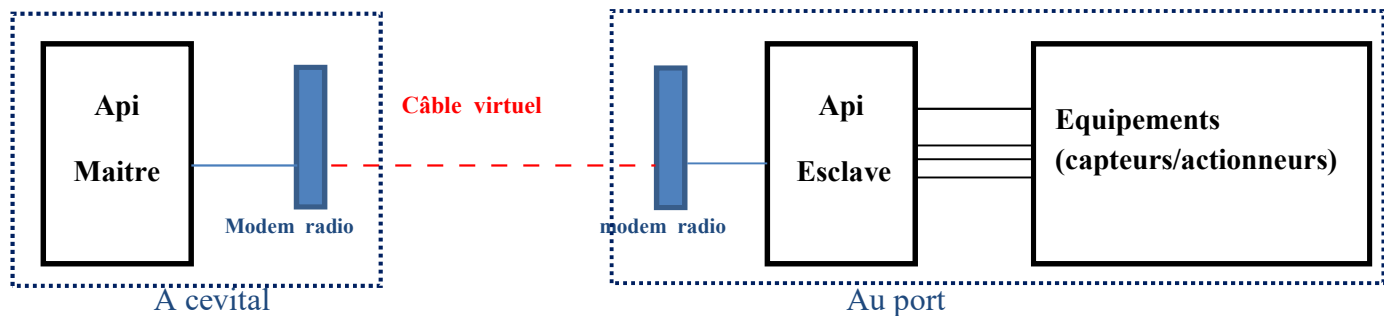 Api
Maitre
Modem radio
A cevital
Câble virtuel
modem radio
Api
Esclave
Equipements
(capteurs/actionneurs)
Au port